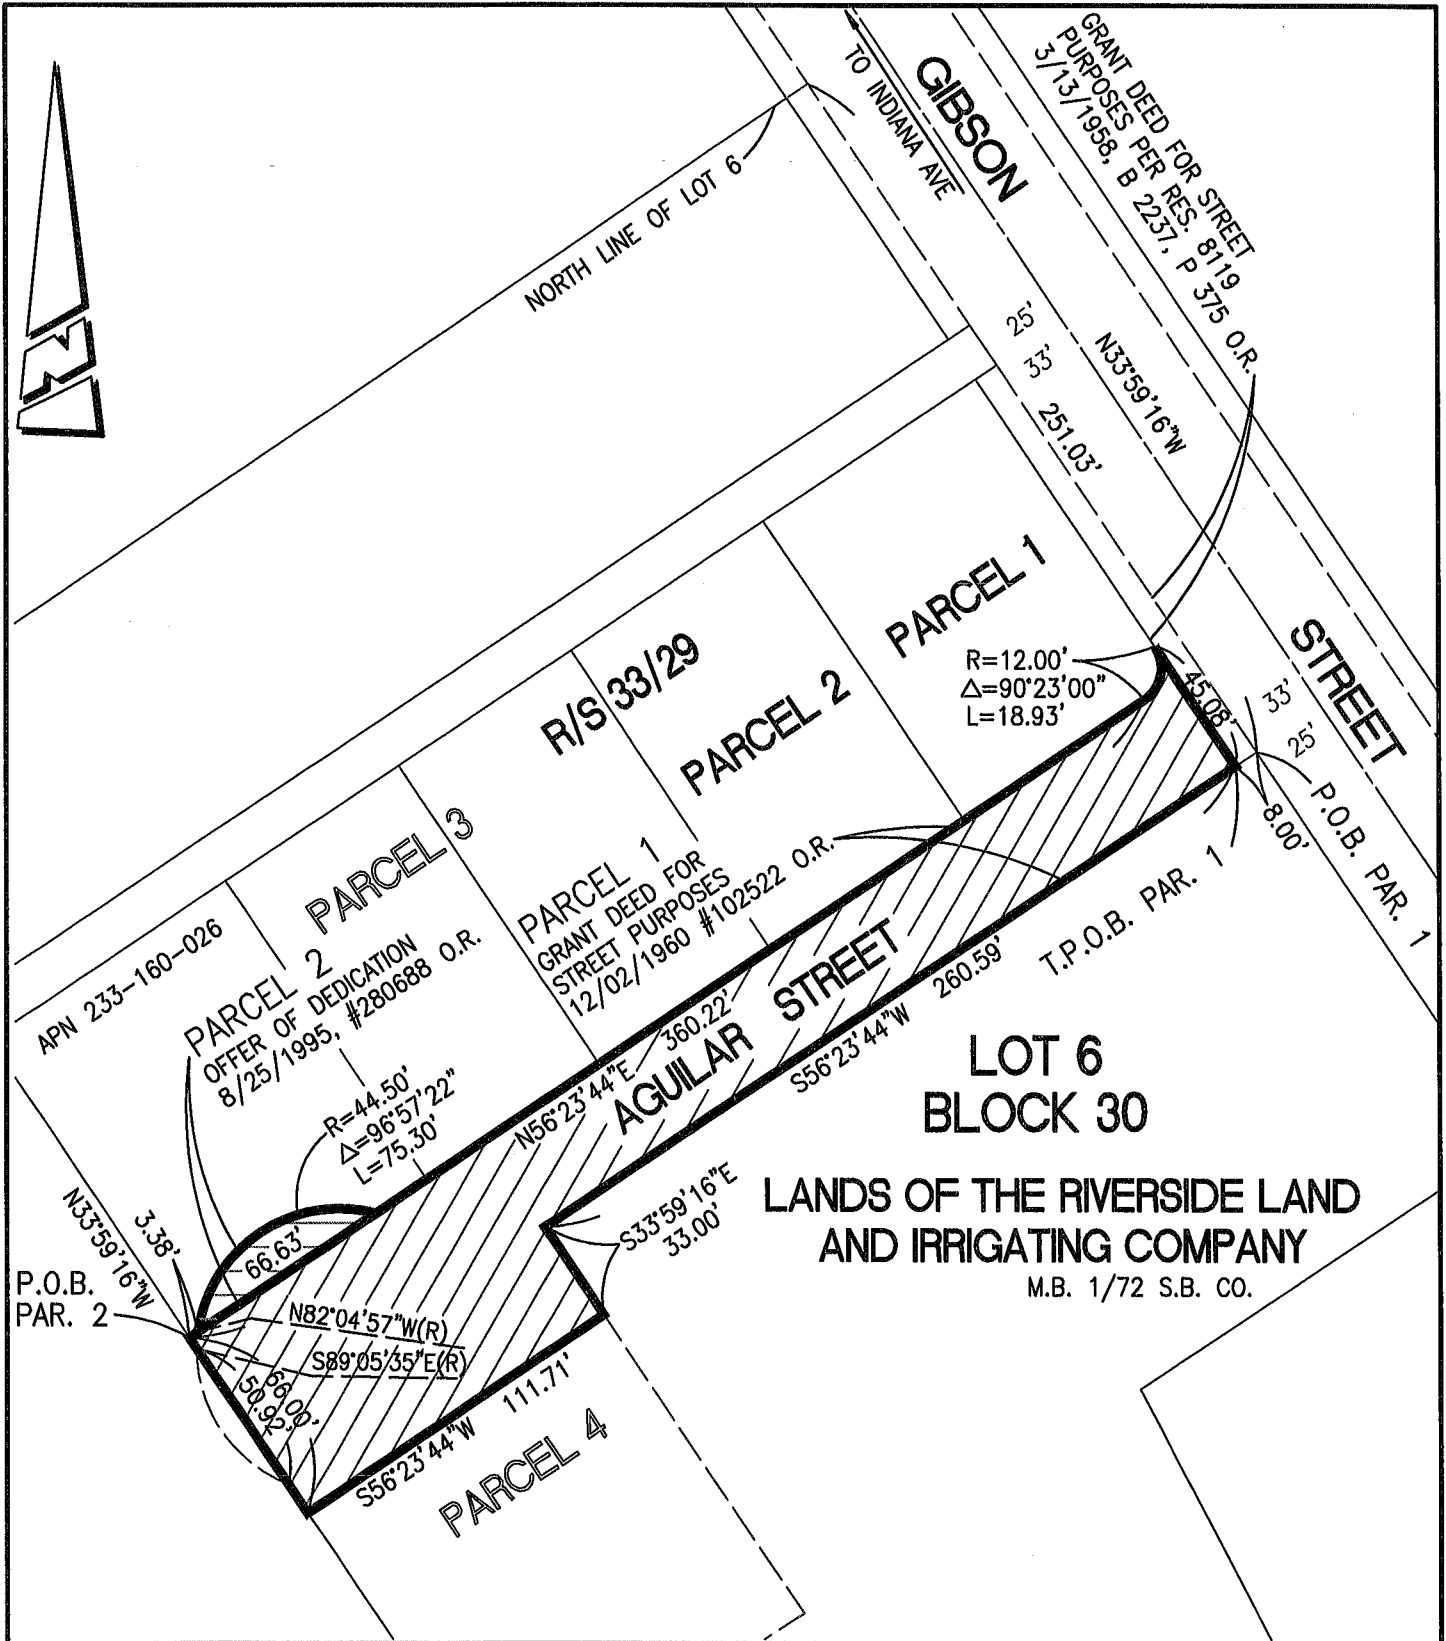 GRANT DEED FOR STREET
PURPOSES PER RES. 8119
3/13/1958, B 2237, P 375 O.R.
TO INDIANA AVE
GIBSON
NORTH LINE OF LOT 6
N
25'
33'
251.03'
N33°59'16"W
STREET
PARCEL 1
R=12.00'
Δ=90°23'00"
L=18.93'
45.08'
33'
25'
8.00'
P.O.B. PAR. 1
T.P.O.B. PAR. 1
R/S 33/29
PARCEL 2
PARCEL 3
PARCEL 1
GRANT DEED FOR
STREET PURPOSES
12/02/1960 #102522 O.R.
APN 233-160-026
PARCEL 2
OFFER OF DEDICATION
8/25/1995, #280688 O.R.
R=44.50'
Δ=96°57'22"
L=75.30'
N56°23'44"E 360.22'
AGUILAR STREET
S56°23'44"W 260.59'
LOT 6
BLOCK 30
LANDS OF THE RIVERSIDE LAND
AND IRRIGATING COMPANY
M.B. 1/72 S.B. CO.
S33°59'16"E
33.00'
N33°59'16"W
3.38'
66.63'
P.O.B.
PAR. 2
N82°04'57"W(R)
S89°05'35"E(R)
66.00'
50.92'
S56°23'44"W 111.71'
PARCEL 4